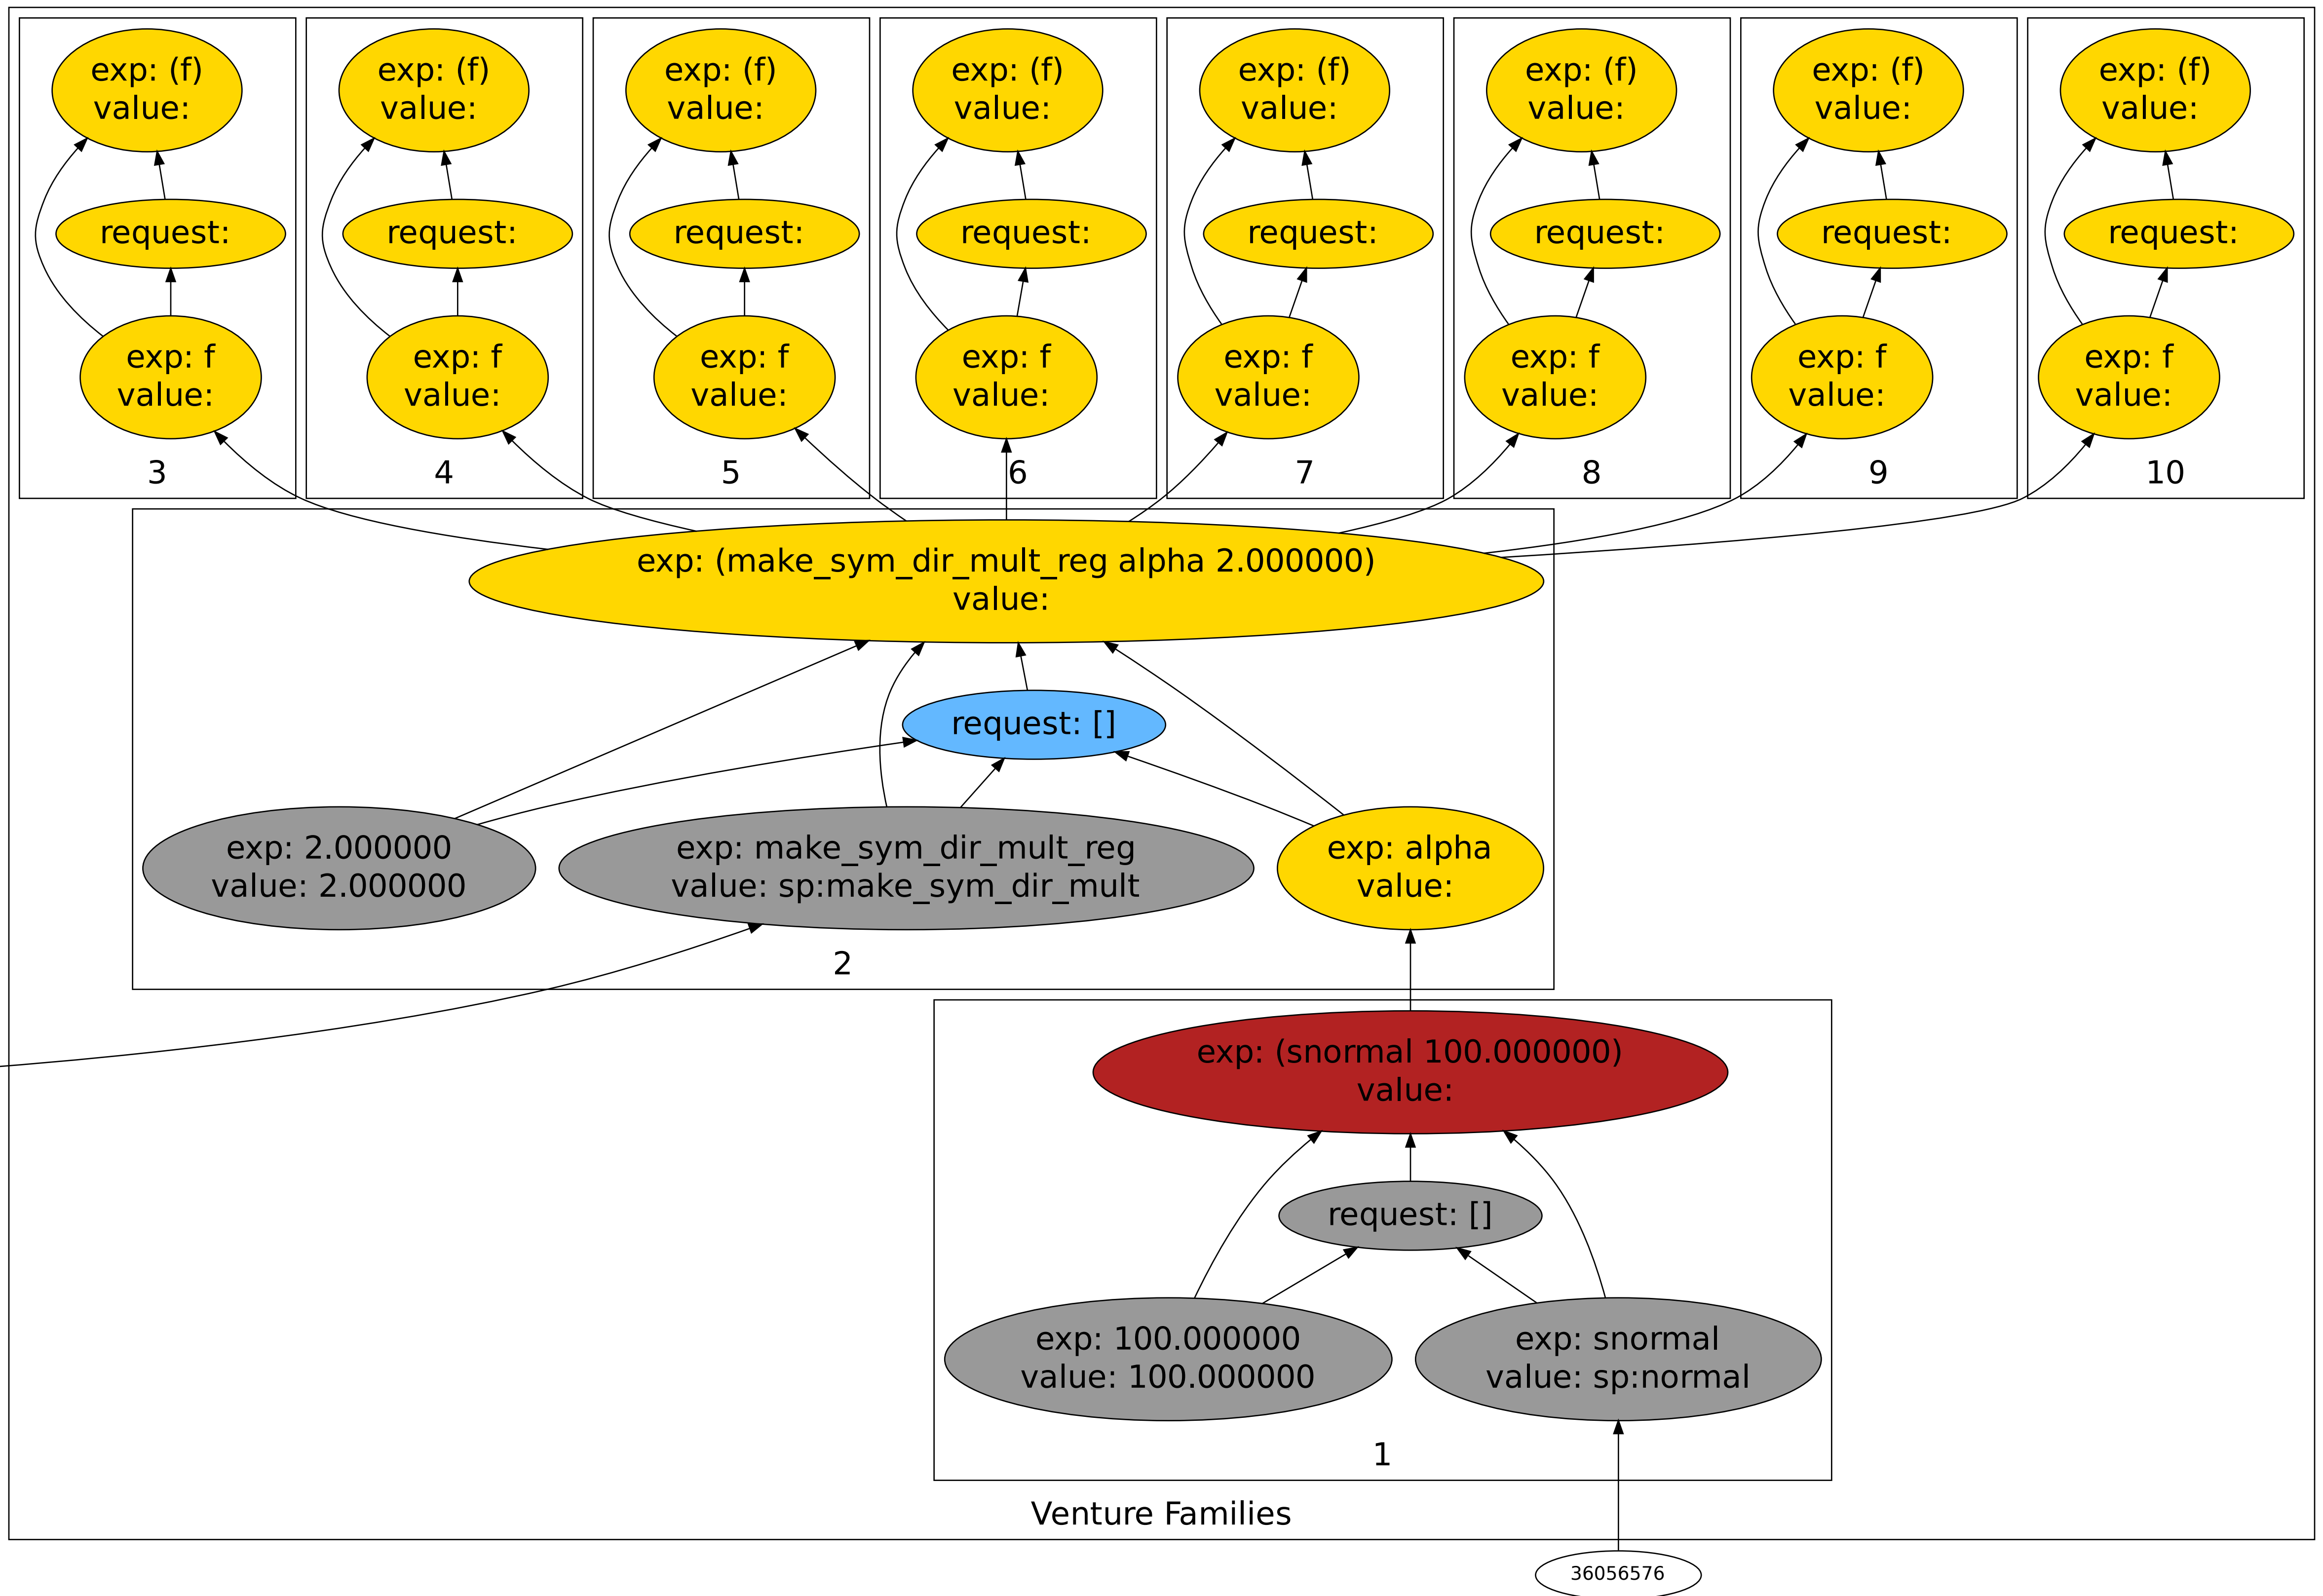 exp: (f)
value:
request:
exp: f
value:
3
exp: (f)
value:
request:
exp: f
value:
4
exp: (f)
value:
request:
exp: f
value:
5
exp: (f)
value:
request:
exp: f
value:
6
exp: (f)
value:
request:
exp: f
value:
7
exp: (f)
value:
request:
exp: f
value:
8
exp: (f)
value:
request:
exp: f
value:
9
exp: (f)
value:
request:
exp: f
value:
10
exp: (make_sym_dir_mult_reg alpha 2.000000)
value:
request: []
exp: 2.000000
value: 2.000000
exp: make_sym_dir_mult_reg
value: sp:make_sym_dir_mult
exp: alpha
value:
2
exp: (snormal 100.000000)
value:
request: []
exp: 100.000000
value: 100.000000
exp: snormal
value: sp:normal
1
Venture Families
36056576